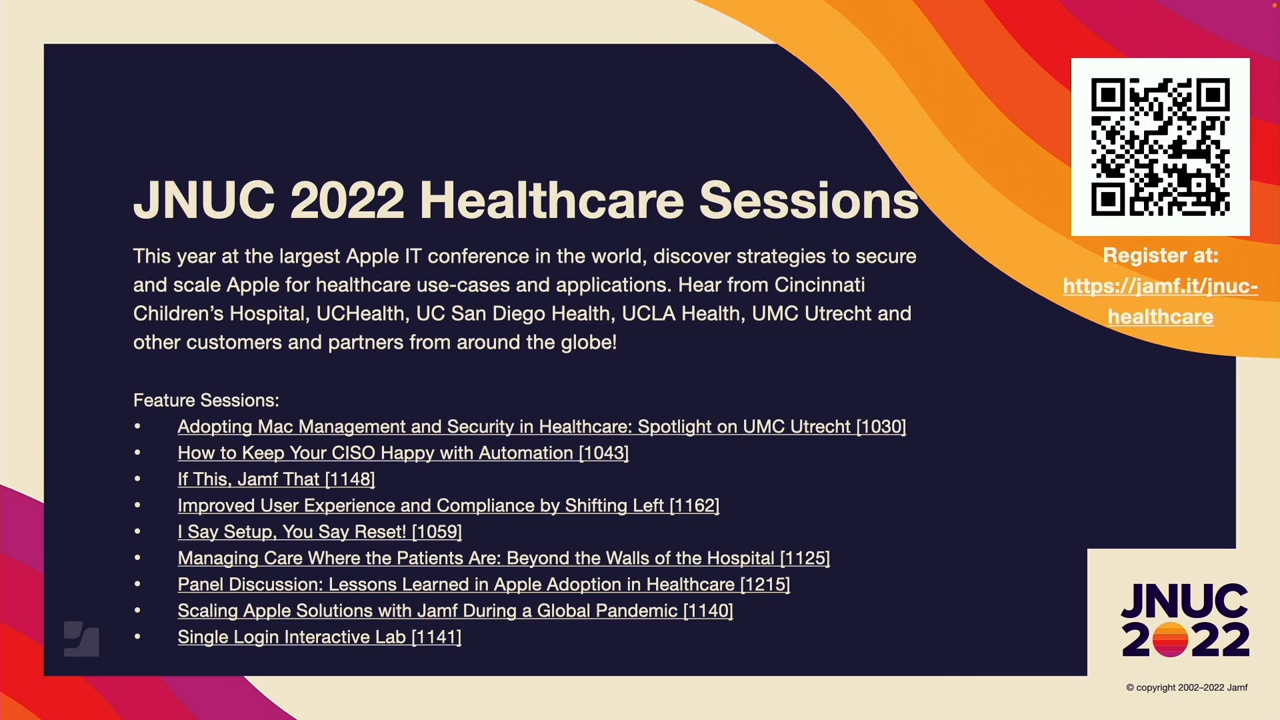 JNUC 2022 Healthcare Sessions
This year at the largest Apple IT conference in the world, discover strategies to secure
and scale Apple for healthcare use-cases and applications. Hear from Cincinnati
Children’s Hospital, UCHealth, UC San Diego Health, UCLA Health, UMC Utrecht and
other customers and partners from around the globe!
Feature Sessions:
• Adopting Mac Management and Security in Healthcare: Spotlight on UMC Utrecht [1030]
• How to Keep Your CISO Happy with Automation [1043]
• If This, Jamf That [1148]
• Improved User Experience and Compliance by Shifting Left [1162]
• I Say Setup, You Say Reset! [1059]
• Managing Care Where the Patients Are: Beyond the Walls of the Hospital [1125]
• Panel Discussion: Lessons Learned in Apple Adoption in Healthcare [1215]
• Scaling Apple Solutions with Jamf During a Global Pandemic [1140]
• Single Login Interactive Lab [1141]
Register at:
https://jamf.it/jnuc-
healthcare
JNUC
2022
© copyright 2002–2022 Jamf